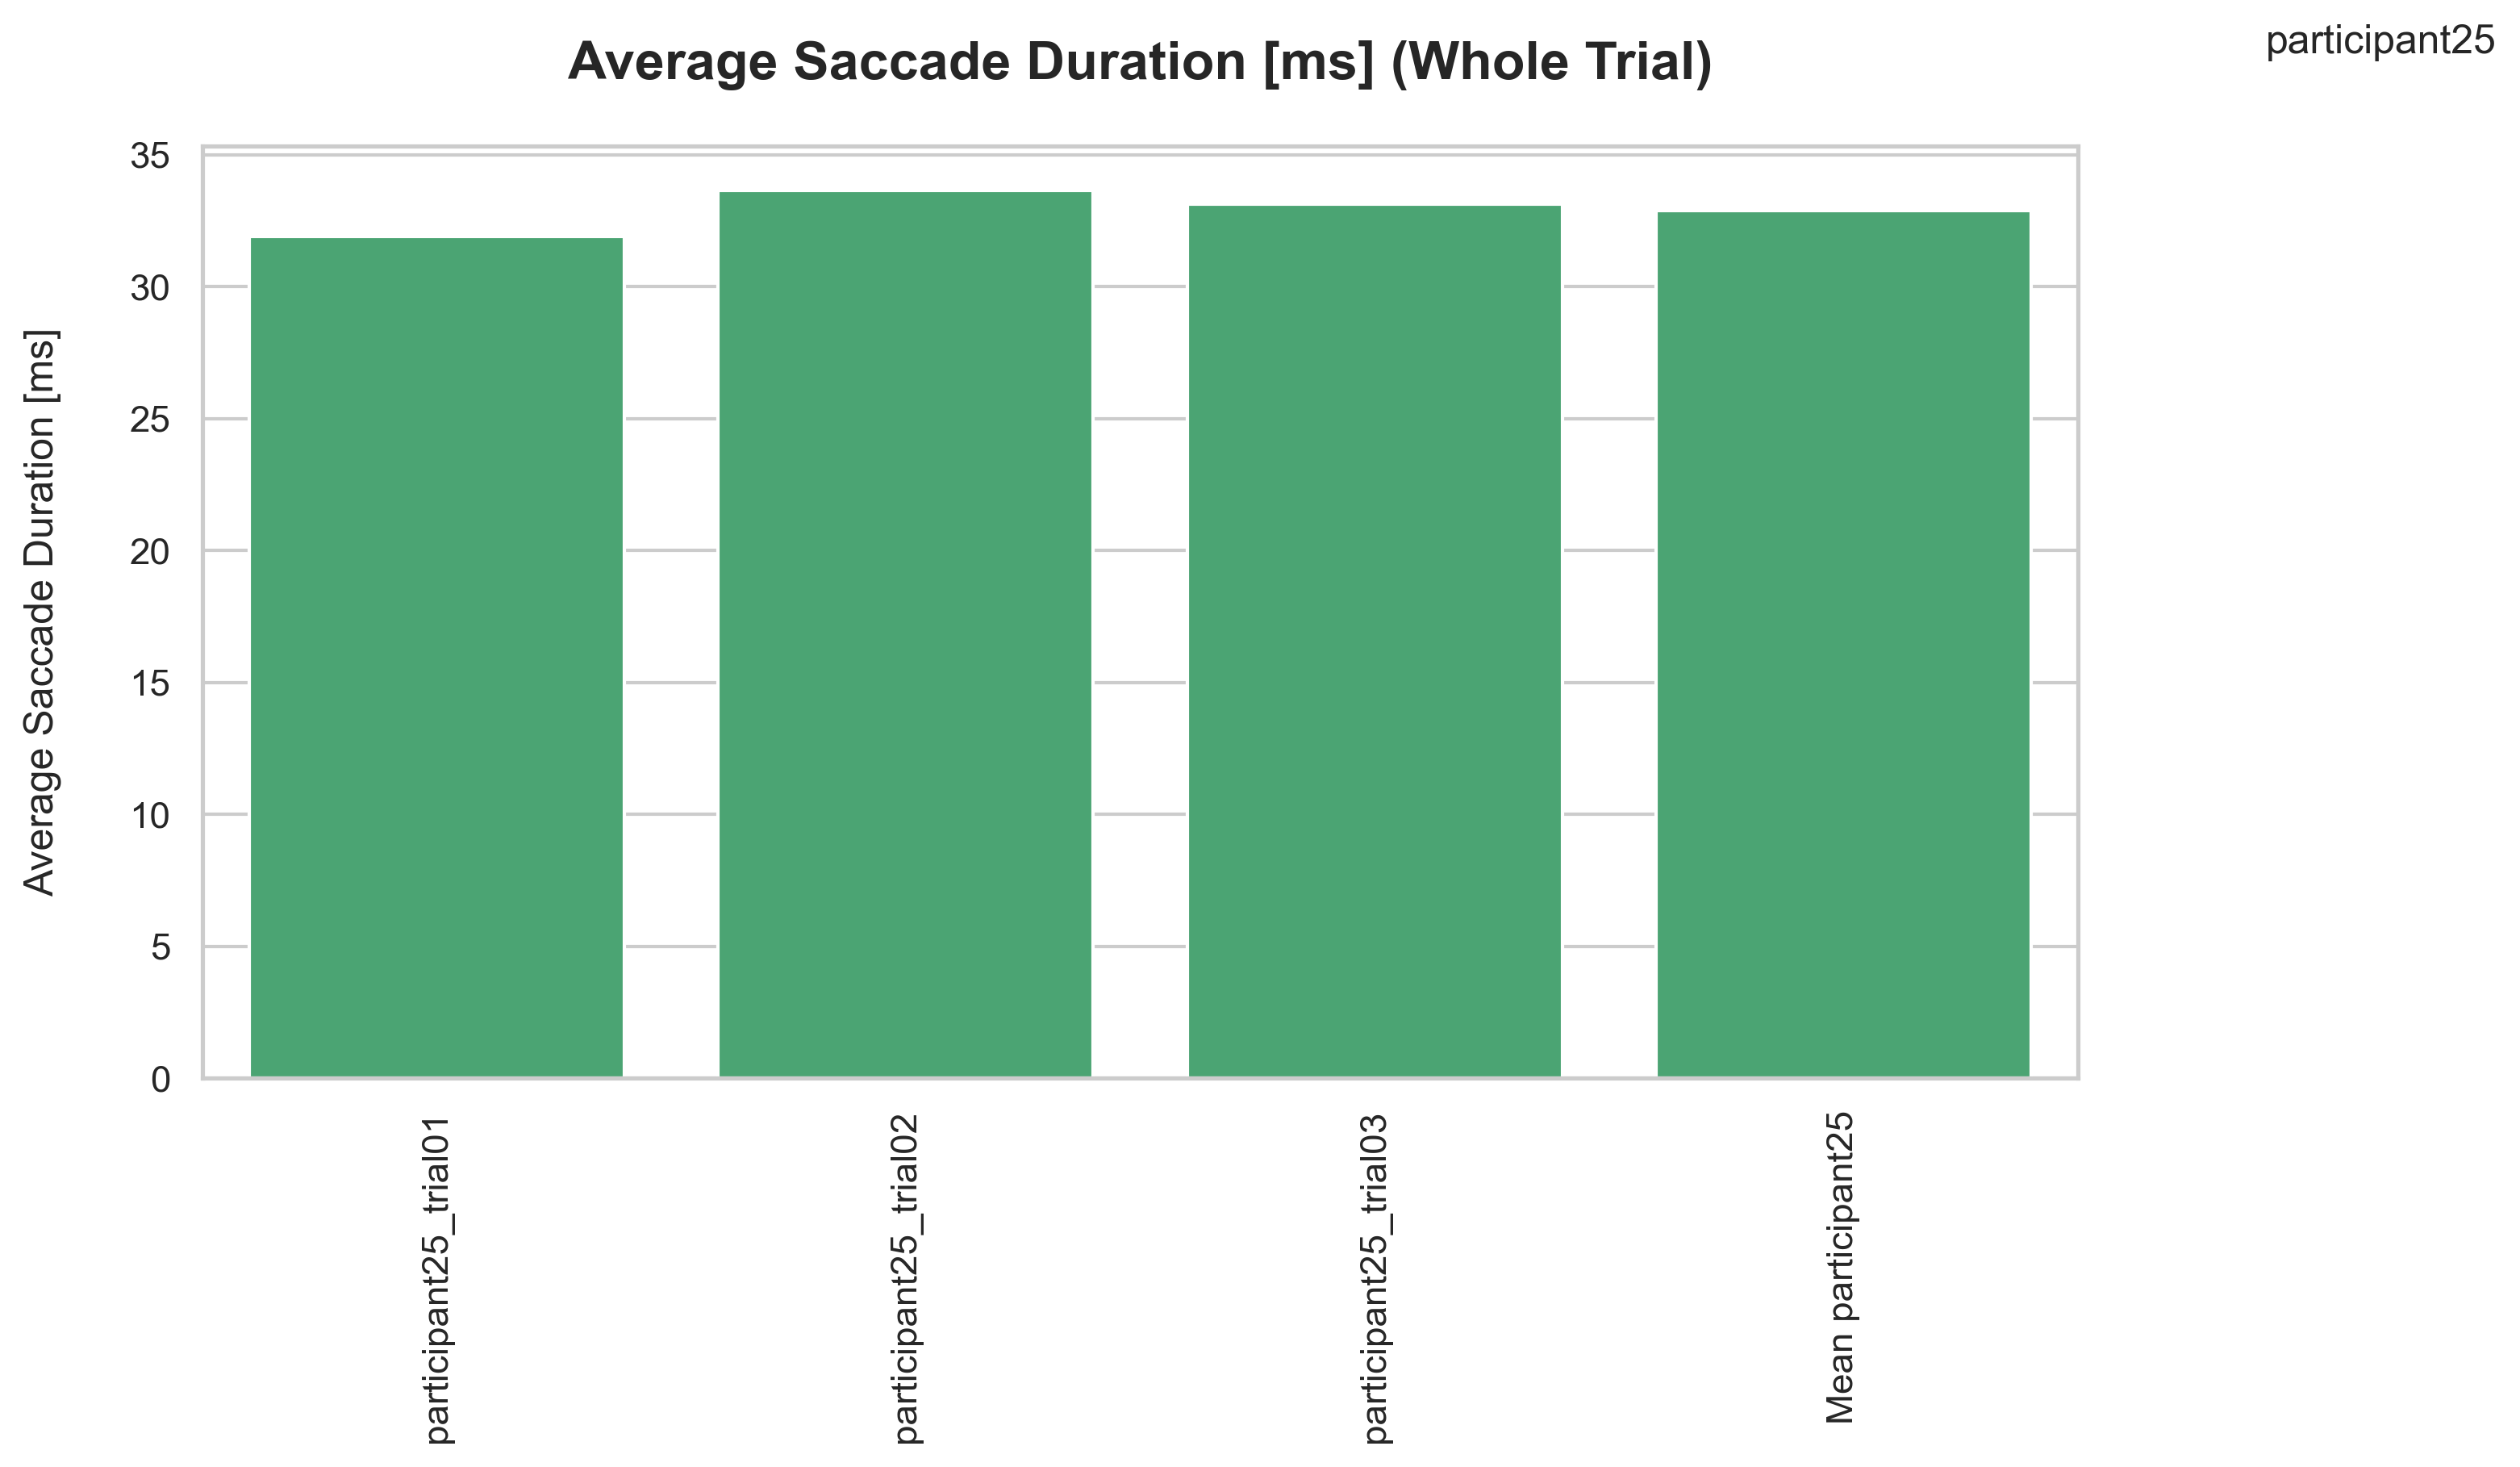 participant25
Average Saccade Duration [ms] (Whole Trial)
Average Saccade Duration [ms]
35
30
25
20
15
10
5
0
participant25_trial01
participant25_trial02
participant25_trial03
Mean participant25